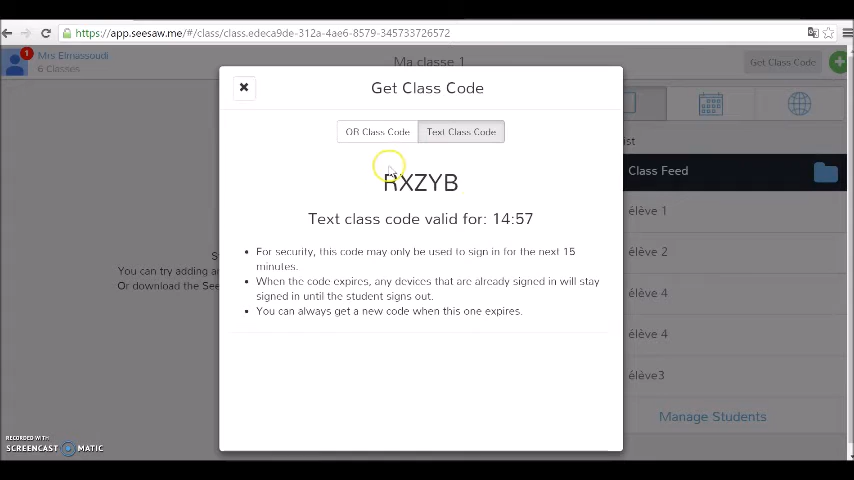 https://app.seesaw.me/#/class/class.edeca9de-312a-4ae6-8579-345733726572
1
Mrs Elmassoudi
6 Classes
Ma classe 1
Get Class Code
Get Class Code
QR Class Code
Text Class Code
RXZYB
Text class code valid for: 14:57
For security, this code may only be used to sign in for the next 15
minutes.
When the code expires, any devices that are already signed in will stay
signed in until the student signs out.
You can always get a new code when this one expires.
You can try adding
Or download the See
ist
Class Feed
élève 1
élève 2
élève 4
élève 4
élève3
Manage Students
RECORDED WITH
SCREENCAST MATIC